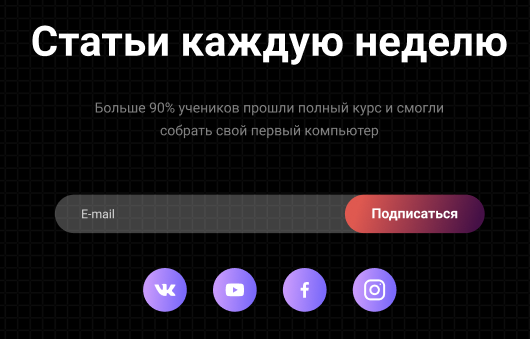 Статьи каждую неделю
Больше 90% учеников прошли полный курс и смогли
собрать свой первый компьютер
E-mail
Подписаться